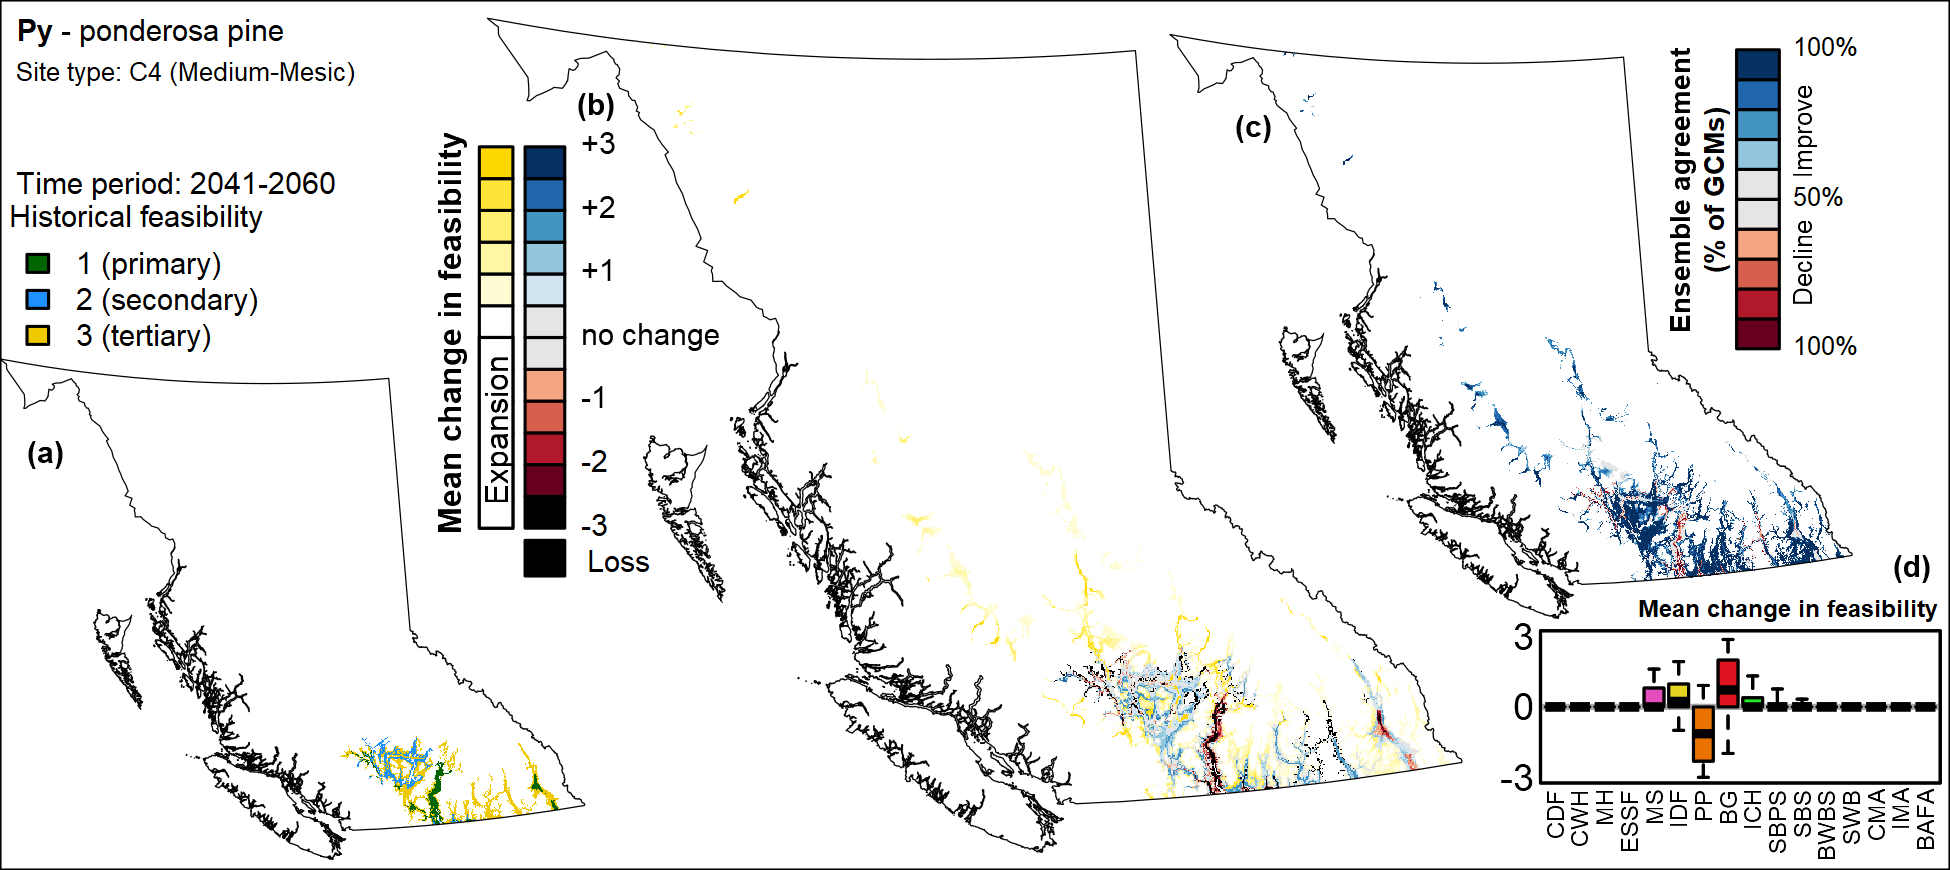 Py - ponderosa pine
Site type: C4 (Medium-Mesic)
Time period: 2041-2060
Historical feasibility
1 (primary)
2 (secondary)
3 (tertiary)
(a)
(b)
Mean change in feasibility
Expansion
+3
+2
+1
no change
-1
-2
-3
Loss
(c)
Ensemble agreement
(% of GCMs)
100%
Improve
50%
Decline
100%
(d)
Mean change in feasibility
3
0
-3
CDF
CWH
MH
ESSF
MS
IDF
PP
BG
ICH
SBPS
SBS
BWBS
SWB
CMA
IMA
BAFA